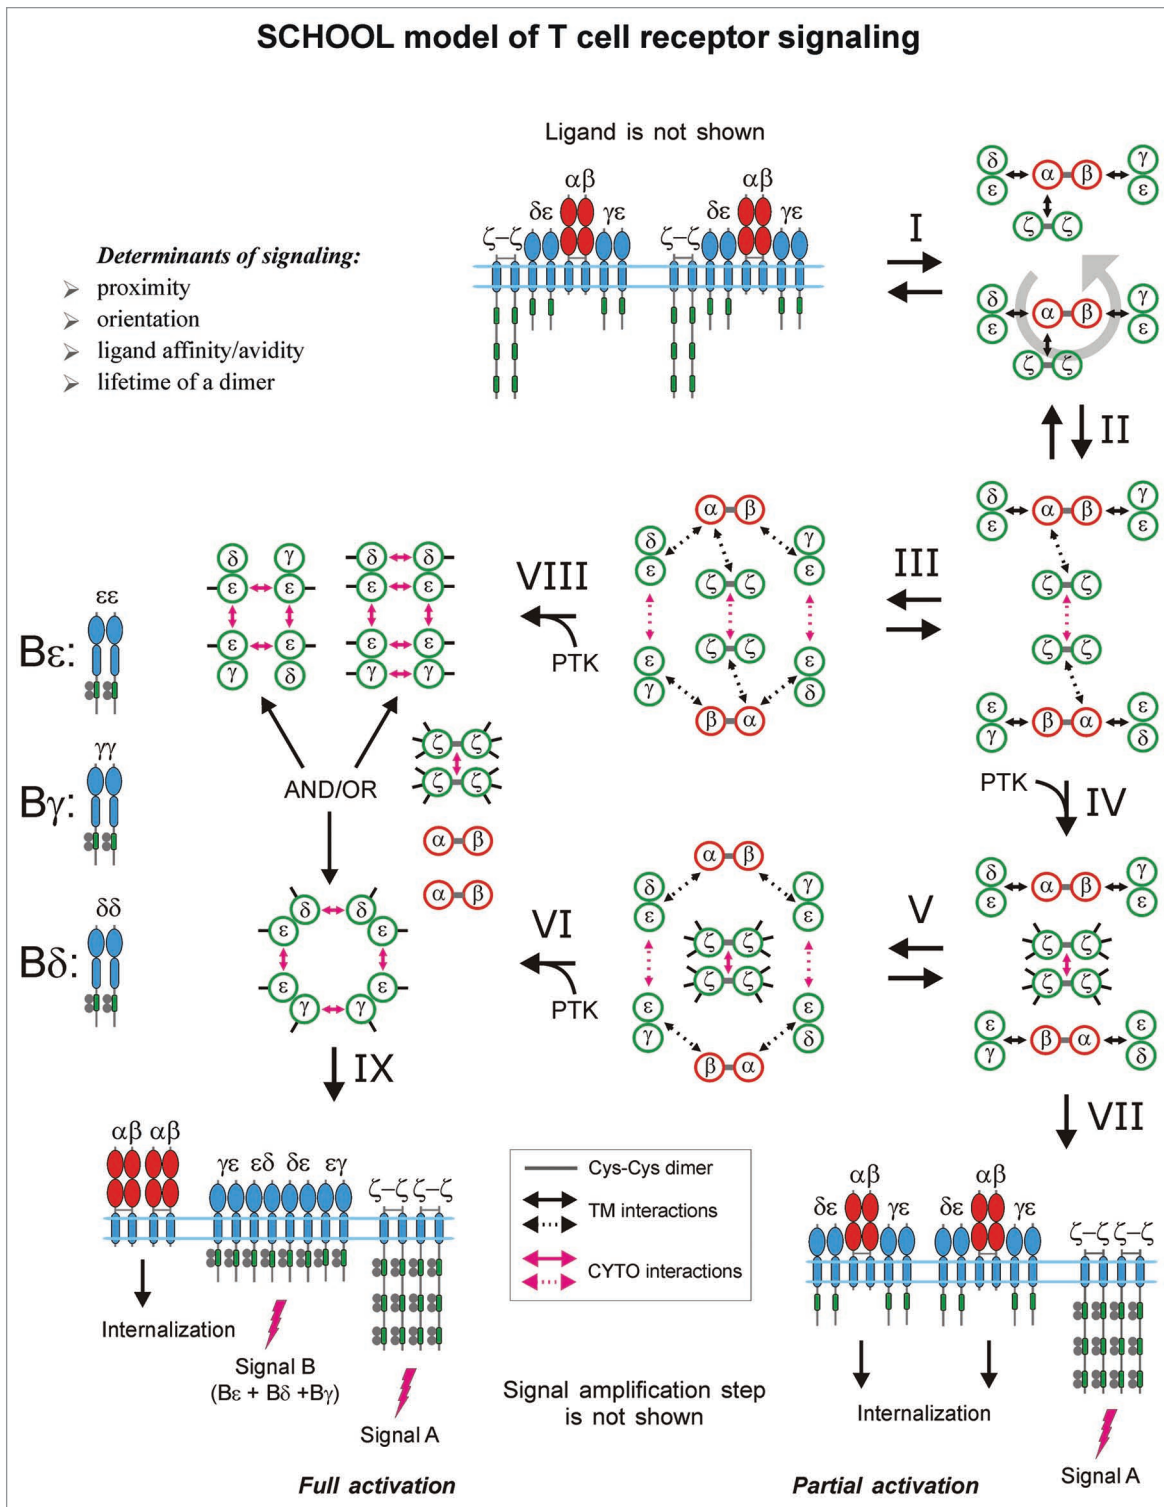 SCHOOL model of T cell receptor signaling
Ligand is not shown
αβ αβ
δε γε δε γε
ζ–ζ ζ–ζ
I
δ α β γ
ε ε
ζ ζ
δ α β γ
ε ε
ζ ζ
Determinants of signaling:
proximity
orientation
ligand affinity/avidity
lifetime of a dimer
II
δ α β γ
ε ε
ζ ζ
ζ ζ
ε β α ε
γ δ
III
α β
δ γ
ε ζ ζ ε
ε ζ ζ ε
γ δ
β α
VIII
PTK
δ γ
ε ε
ε ε
γ δ
δ δ
ε ε
ε ε
γ γ
Bε:
εε
Bγ:
γγ
Bδ:
δδ
AND/OR
ζ ζ
ζ ζ
α β
α β
PTK
IV
δ α β γ
ε ε
ζ ζ
ζ ζ
ε β α ε
γ δ
V
α β
δ γ
ε ε
ζ ζ
ζ ζ
ε ε
γ δ
β α
VI
PTK
δ δ
ε ε
ε ε
γ γ
IX
VII
αβ αβ
γε εδ δε εγ
ζ–ζ ζ–ζ
Internalization
Signal B
(Bε + Bδ +Bγ)
Signal A
Full activation
Cys-Cys dimer
TM interactions
CYTO interactions
Signal amplification step
is not shown
αβ αβ
δε γε δε γε
ζ–ζ ζ–ζ
Internalization
Signal A
Partial activation